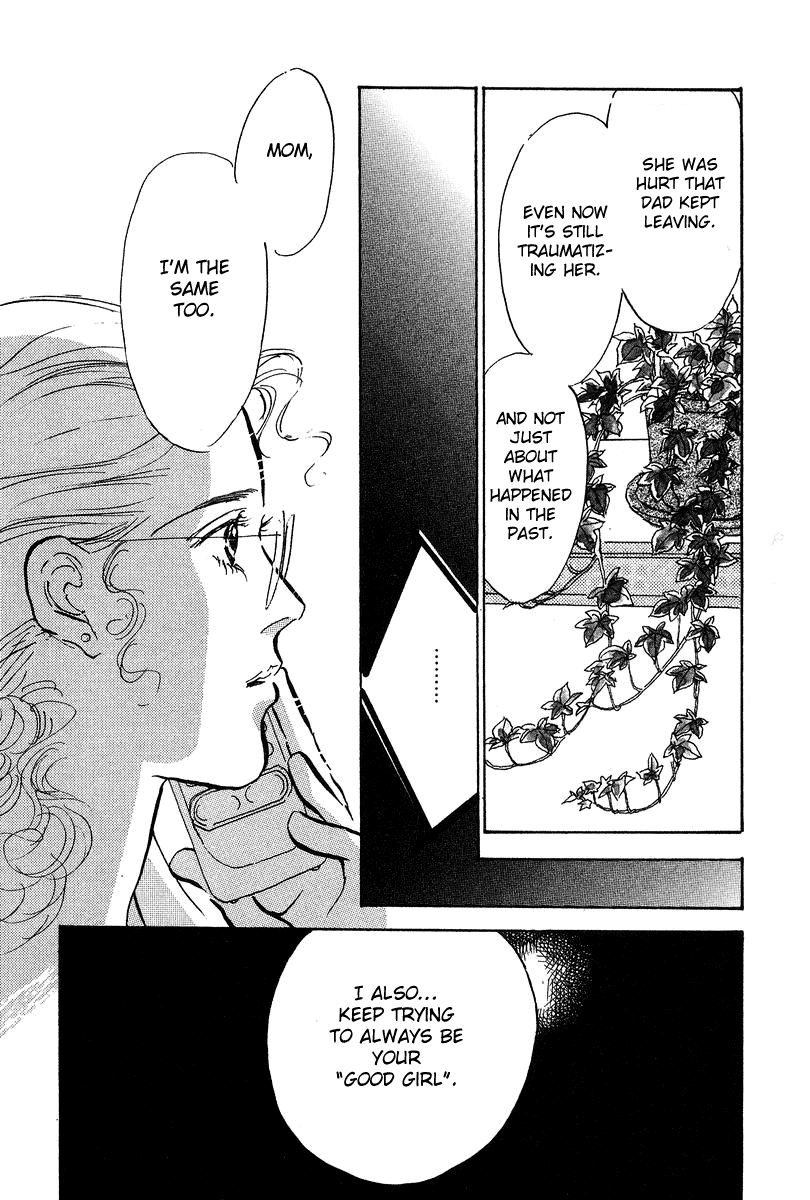 SHE WAS
HURT THAT
DAD KEPT
LEAVING.
EVEN NOW
IT'S STILL
TRAUMATIZ-
ING HER.
AND NOT
JUST
ABOUT
WHAT
HAPPENED
IN THE
PAST.
........
MOM,
I'M THE
SAME
TOO.
I ALSO...
KEEP TRYING
TO ALWAYS BE
YOUR
"GOOD GIRL".